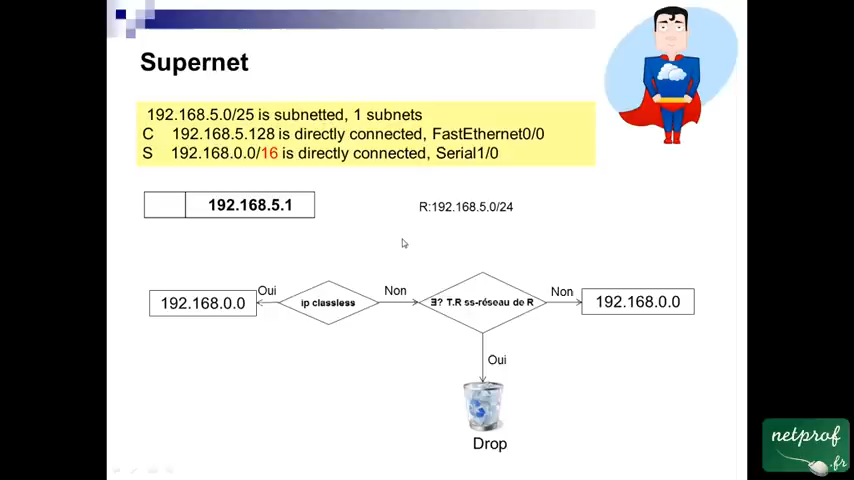 Supernet
192.168.5.0/25 is subnetted, 1 subnets
C 192.168.5.128 is directly connected, FastEthernet0/0
S 192.168.0.0/16 is directly connected, Serial1/0
192.168.5.1
R:192.168.5.0/24
192.168.0.0
Oui
ip classless
Non
∃? T.R ss-réseau de R
Non
192.168.0.0
Oui
Drop
netprof
.fr